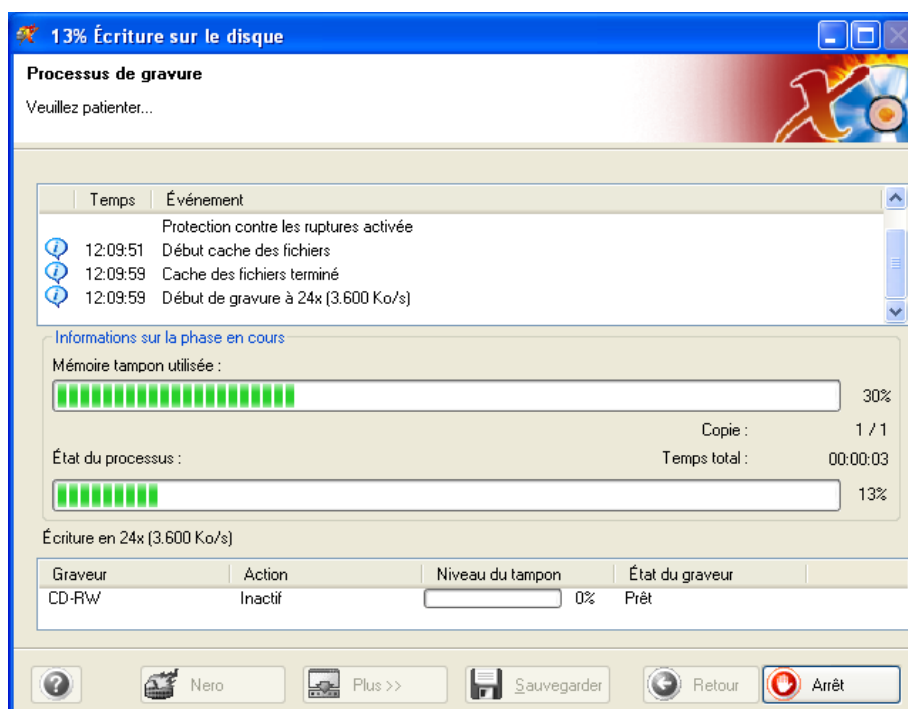 13% Écriture sur le disque
Processus de gravure
Veuillez patienter...
Temps Événement
Protection contre les ruptures activée
12:09:51 Début cache des fichiers
12:09:59 Cache des fichiers terminé
12:09:59 Début de gravure à 24x (3.600 Ko/s)
Informations sur la phase en cours
Mémoire tampon utilisée :
30%
Copie : 1 / 1
État du processus : Temps total : 00:00:03
13%
Écriture en 24x (3.600 Ko/s)
Graveur Action Niveau du tampon État du graveur
CD-RW Inactif 0% Prêt
Nero Plus >> Sauvegarder Retour Arrêt